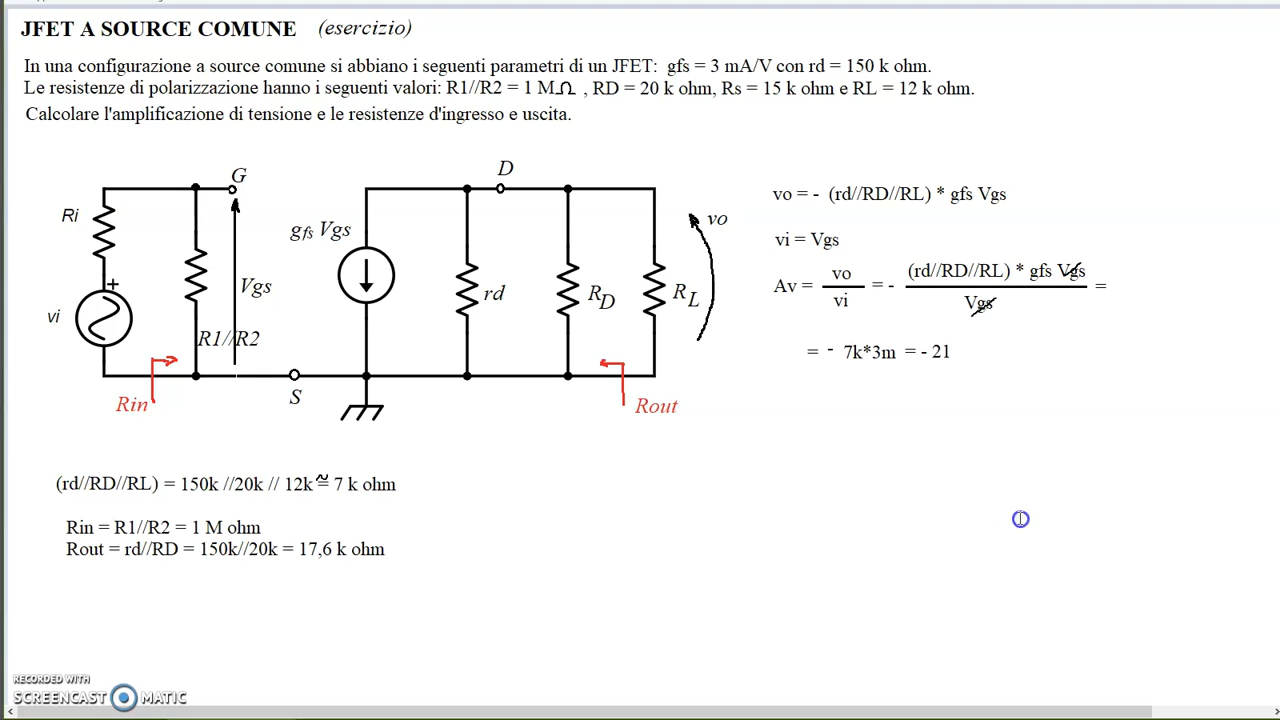 JFET A SOURCE COMUNE (esercizio)
In una configurazione a source comune si abbiano i seguenti parametri di un JFET: gfs = 3 mA/V con rd = 150 k ohm.
Le resistenze di polarizzazione hanno i seguenti valori: R1//R2 = 1 MΩ , RD = 20 k ohm, Rs = 15 k ohm e RL = 12 k ohm.
Calcolare l'amplificazione di tensione e le resistenze d'ingresso e uscita.
G
D
Ri
gfs Vgs
vo
vo = - (rd//RD//RL) * gfs Vgs
vi = Vgs
+
Vgs
rd
RD
RL
vi
R1//R2
Av = vo / vi = - (rd//RD//RL) * gfs Vgs / Vgs =
= - 7k*3m = - 21
Rin
S
Rout
(rd//RD//RL) = 150k //20k // 12k ≅ 7 k ohm
Rin = R1//R2 = 1 M ohm
Rout = rd//RD = 150k//20k = 17,6 k ohm
RECORDED WITH
SCREENCAST MATIC